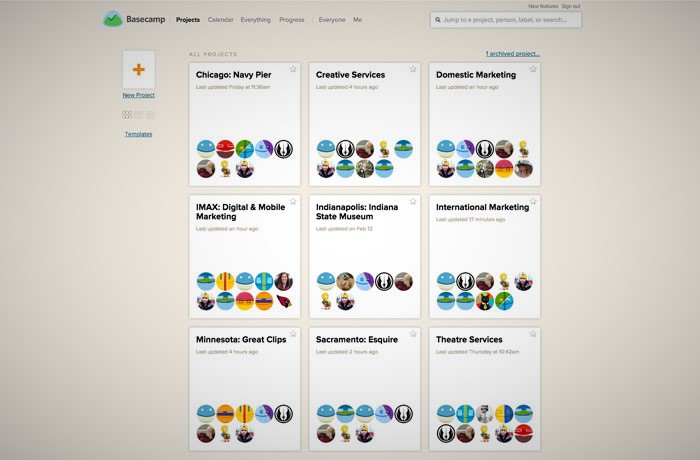 New features Sign out
Basecamp Projects Calendar Everything Progress Everyone Me
Jump to a project, person, label, or search...
ALL PROJECTS
1 archived project...
New Project
Templates
Chicago: Navy Pier
Last updated Friday at 11:36am
Creative Services
Last updated 4 hours ago
Domestic Marketing
Last updated an hour ago
IMAX: Digital & Mobile
Marketing
Last updated an hour ago
Indianapolis: Indiana
State Museum
Last updated on Feb 12
International Marketing
Last updated 17 minutes ago
Minnesota: Great Clips
Last updated 4 hours ago
Sacramento: Esquire
Last updated 2 hours ago
Theatre Services
Last updated Thursday at 10:42am